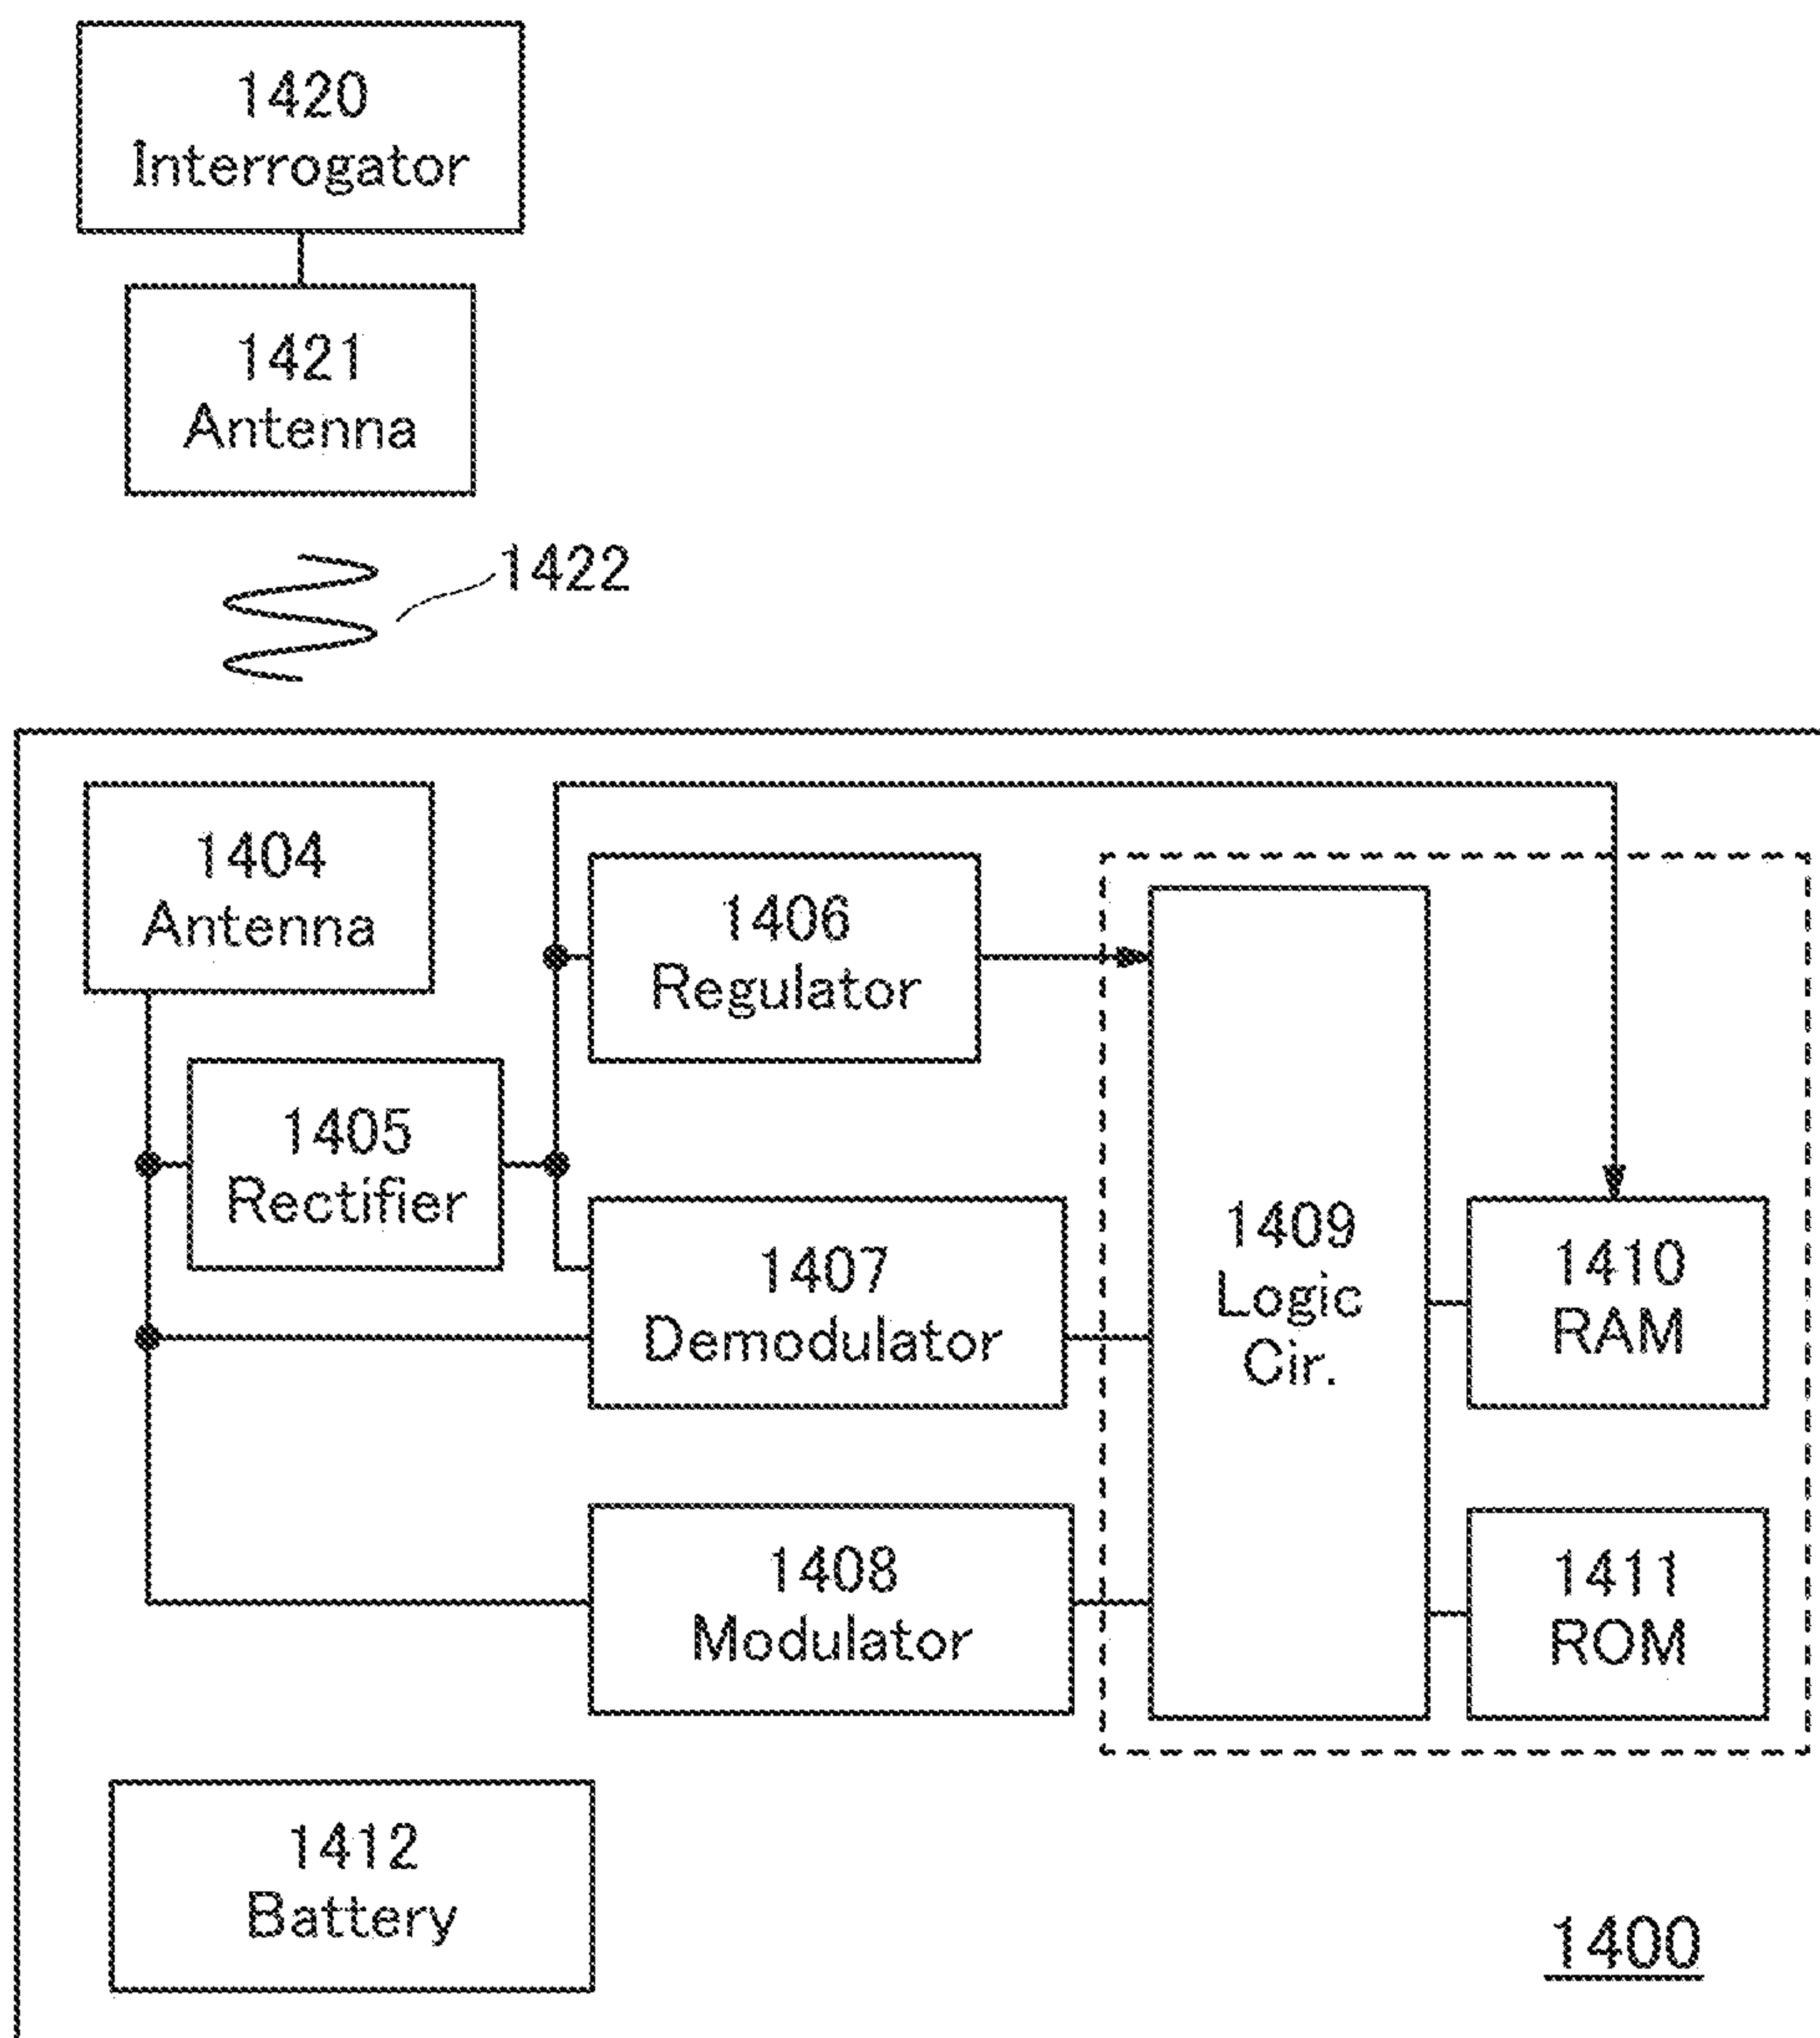 1420
Interrogator
1421
Antenna
1422
1404
Antenna
1406
Regulator
1405
Rectifier
1407
Demodulator
1409
Logic
Cir.
1410
RAM
1408
Modulator
1411
ROM
1412
Battery
1400